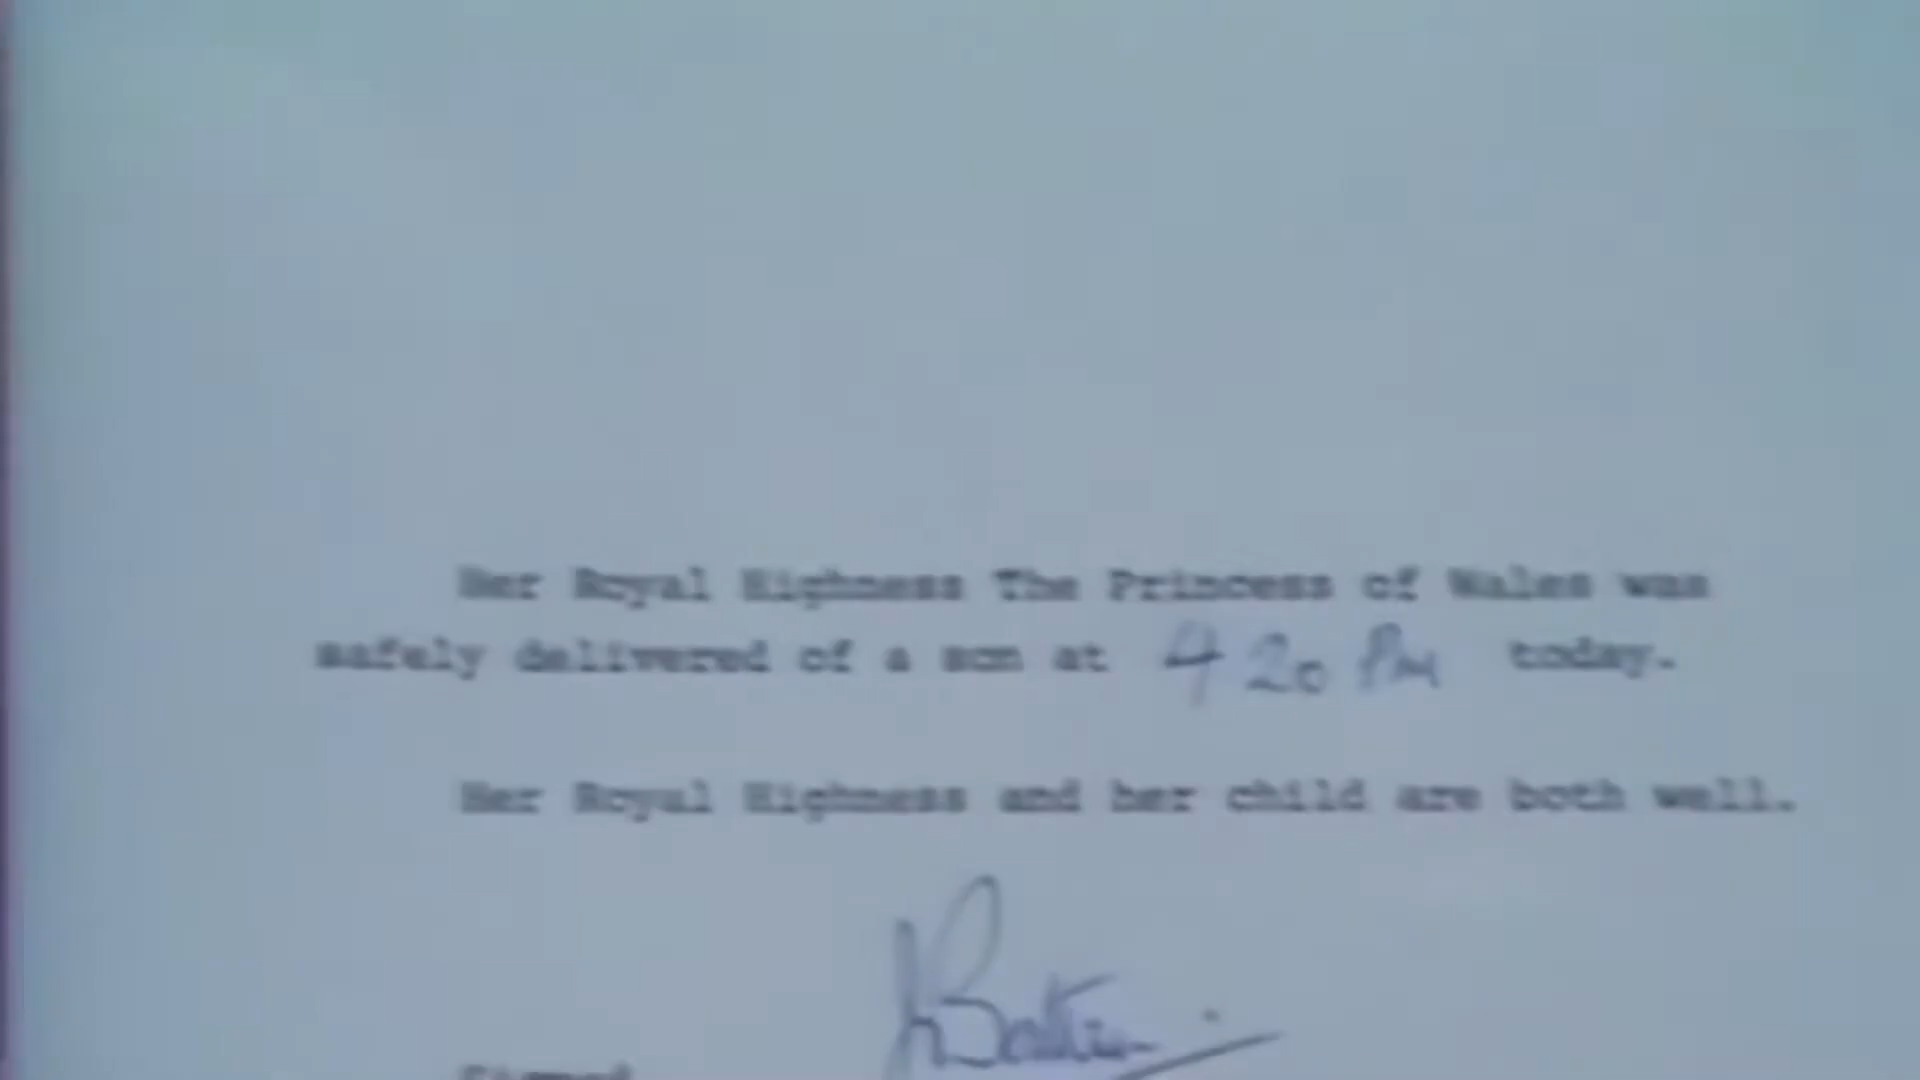 Her Royal Highness The Princess of Wales was
safely delivered of a son at 4 20 PM today.
Her Royal Highness and her child are both well.
Signed